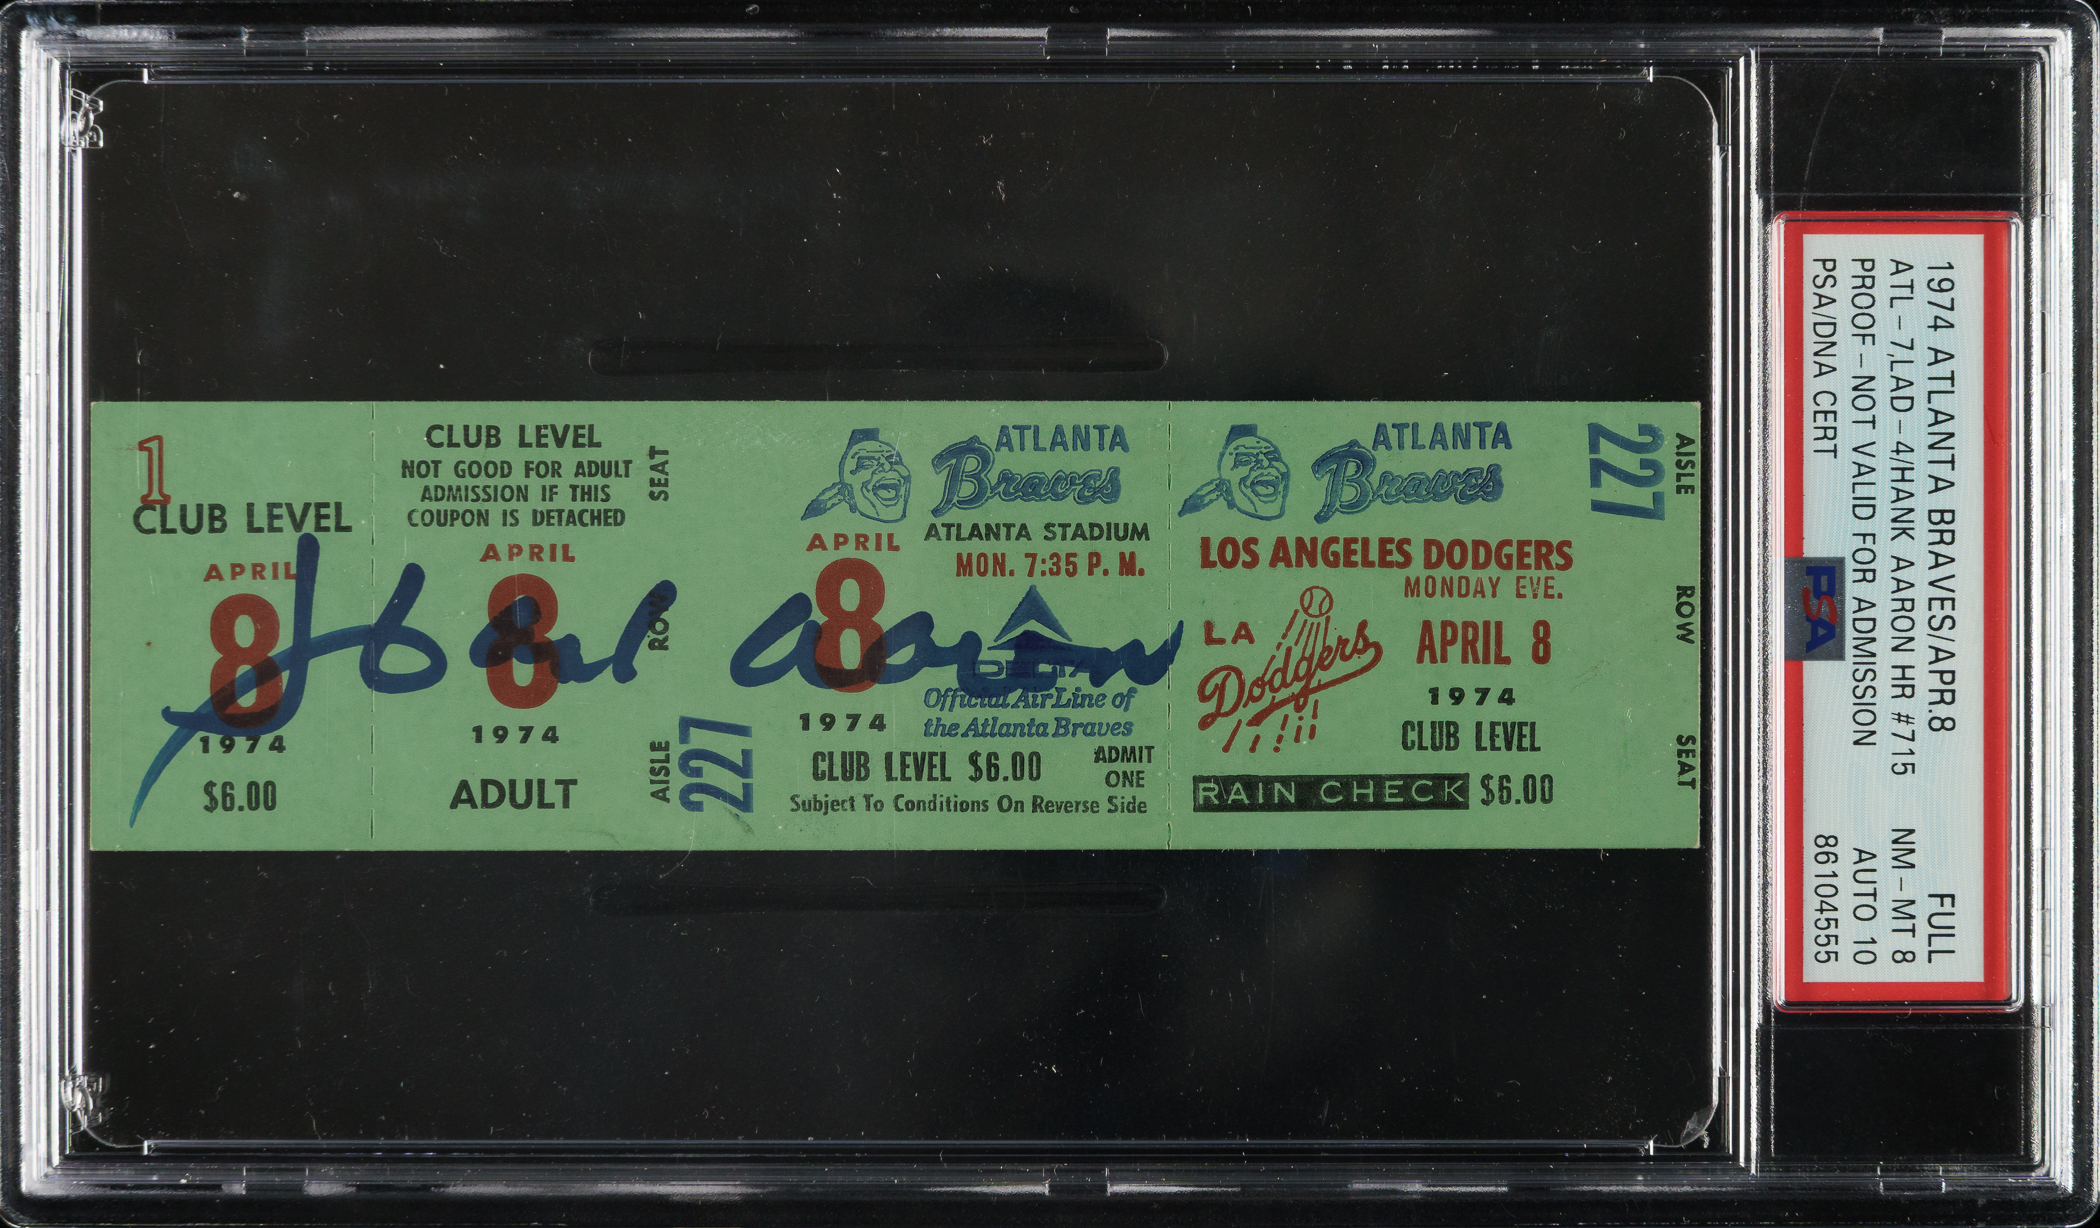 1
CLUB LEVEL
APRIL
8
1974
$6.00
CLUB LEVEL
NOT GOOD FOR ADULT
ADMISSION IF THIS
COUPON IS DETACHED
APRIL
8
1974
ADULT
SEAT
ROW
AISLE
227
Hank Aaron
ATLANTA
Braves
ATLANTA STADIUM
APRIL
8
1974
MON. 7:35 P. M.
DELTA
Official Air Line of
the Atlanta Braves
CLUB LEVEL $6.00
ADMIT
ONE
Subject To Conditions On Reverse Side
ATLANTA
Braves
LOS ANGELES DODGERS
MONDAY EVE.
LA
Dodgers
APRIL 8
1974
CLUB LEVEL
RAIN CHECK $6.00
227
AISLE
ROW
SEAT
1974 ATLANTA BRAVES/APR.8 FULL
ATL-7,LAD-4/HANK AARON HR #715 NM-MT 8
PROOF-NOT VALID FOR ADMISSION AUTO 10
PSA/DNA CERT 86104555
PSA